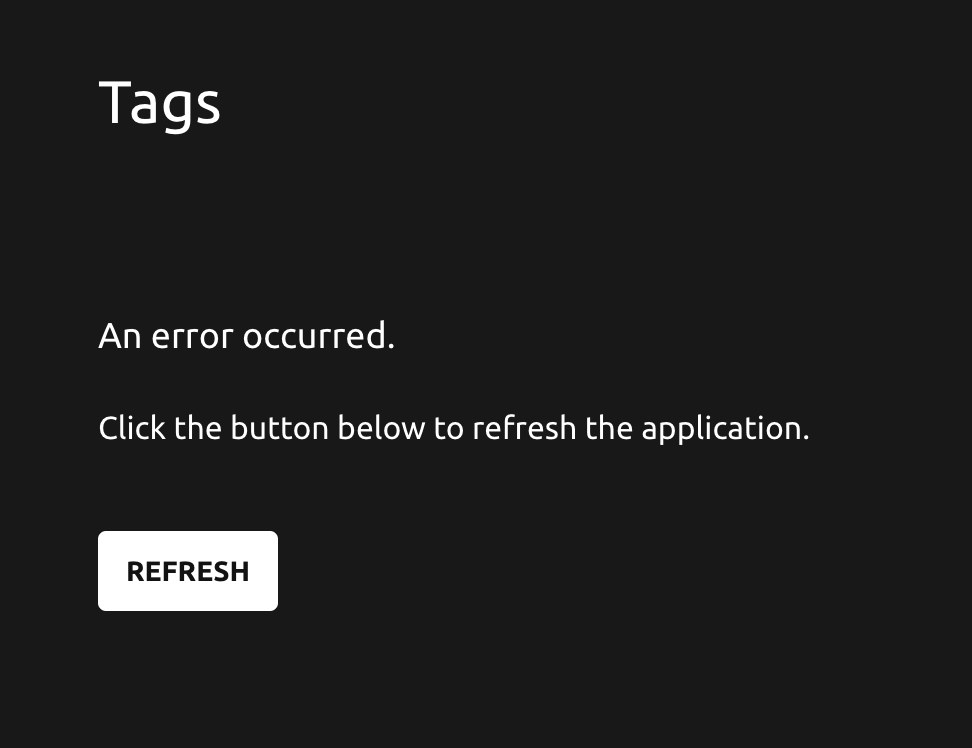 Tags
An error occurred.
Click the button below to refresh the application.
REFRESH